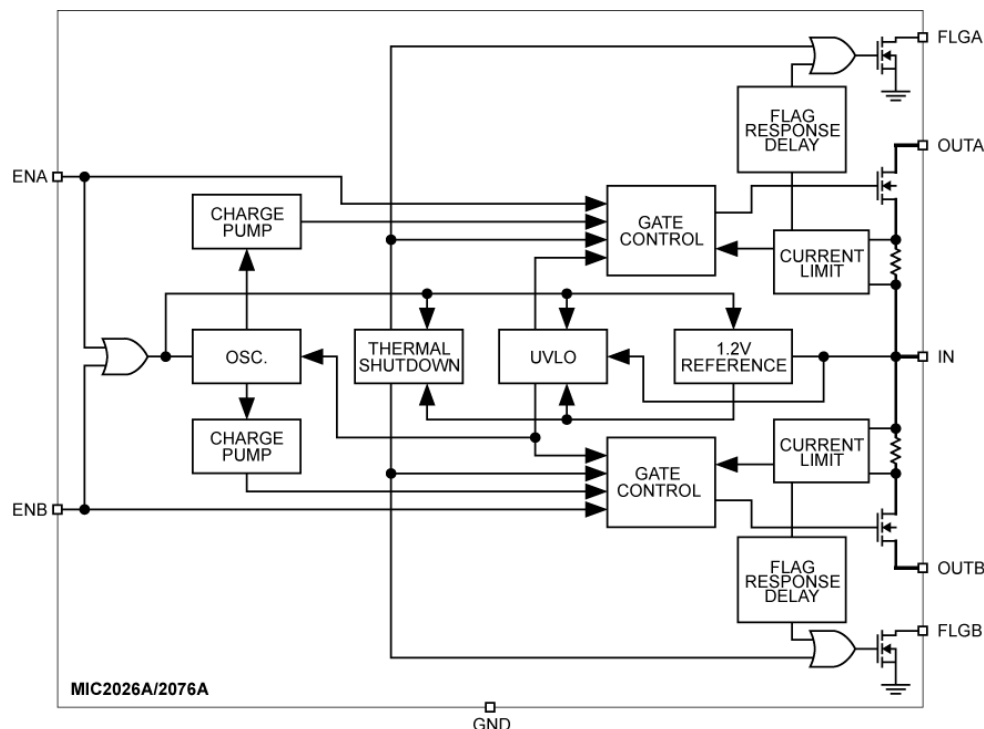 FLGA
FLAG
RESPONSE
DELAY
OUTA
ENA
CHARGE
PUMP
GATE
CONTROL
CURRENT
LIMIT
OSC.
THERMAL
SHUTDOWN
UVLO
1.2V
REFERENCE
IN
CHARGE
PUMP
GATE
CONTROL
CURRENT
LIMIT
ENB
FLAG
RESPONSE
DELAY
OUTB
FLGB
MIC2026A/2076A
GND